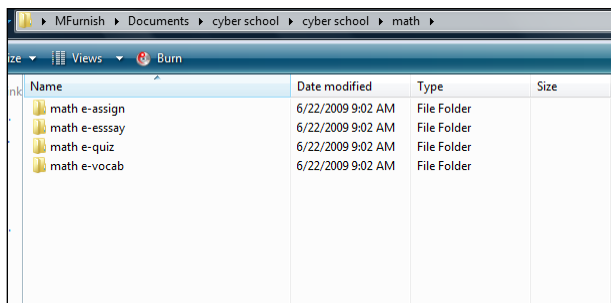 MFurnish ▸ Documents ▸ cyber school ▸ cyber school ▸ math ▸
ize Views Burn
nk Name Date modified Type Size
math e-assign 6/22/2009 9:02 AM File Folder
math e-esssay 6/22/2009 9:02 AM File Folder
math e-quiz 6/22/2009 9:02 AM File Folder
math e-vocab 6/22/2009 9:02 AM File Folder